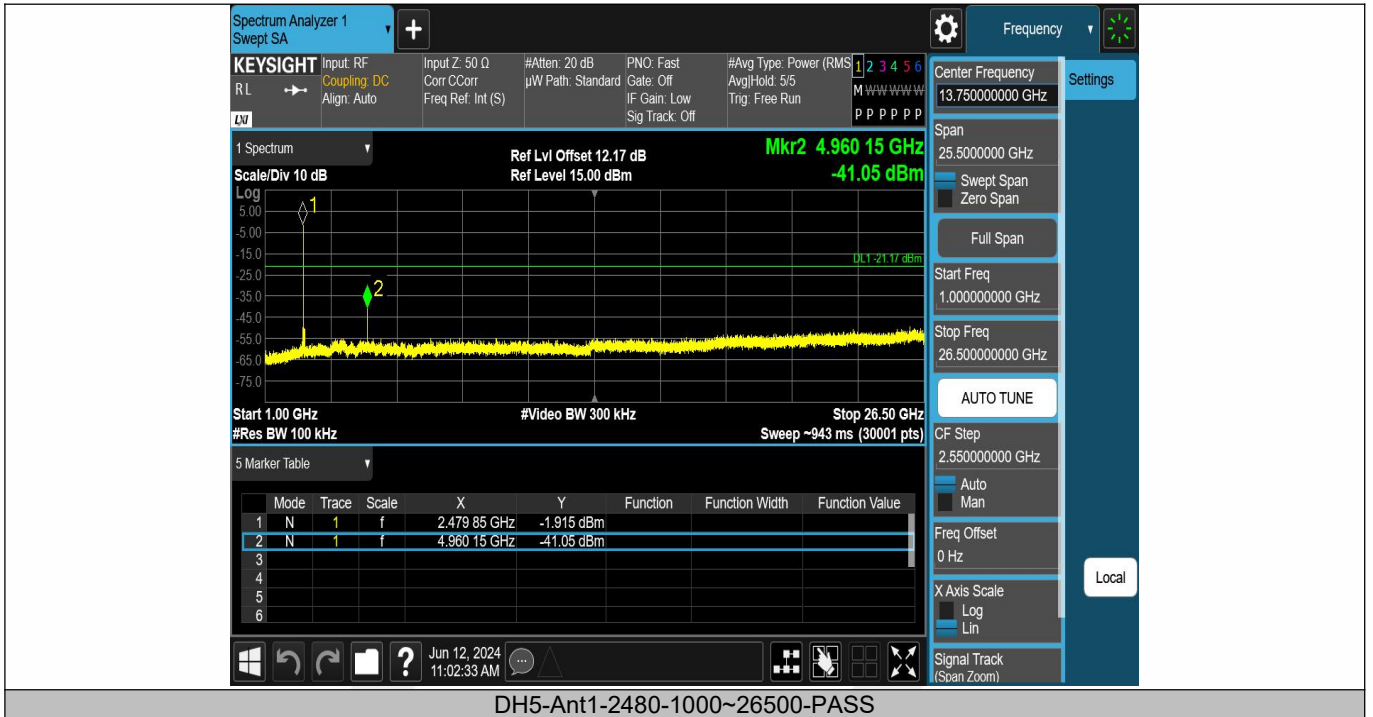 Spectrum Analyzer 1
Swept SA
+
Frequency
KEYSIGHT
RL
LXI
Input: RF
Coupling: DC
Align: Auto
Input Z: 50 Ω
Corr CCorr
Freq Ref: Int (S)
#Atten: 20 dB
µW Path: Standard
PNO: Fast
Gate: Off
IF Gain: Low
Sig Track: Off
#Avg Type: Power (RMS
Avg|Hold: 5/5
Trig: Free Run
1 2 3 4 5 6
M W W W W W
P P P P P P
1 Spectrum
Scale/Div 10 dB
Ref Lvl Offset 12.17 dB
Ref Level 15.00 dBm
Mkr2 4.960 15 GHz
-41.05 dBm
Log
5.00
-5.00
-15.0
-25.0
-35.0
-45.0
-55.0
-65.0
-75.0
1
2
DL1 -21.17 dBm
Start 1.00 GHz
#Video BW 300 kHz
Stop 26.50 GHz
#Res BW 100 kHz
Sweep ~943 ms (30001 pts)
5 Marker Table
Mode Trace Scale X Y Function Function Width Function Value
1 N 1 f 2.479 85 GHz -1.915 dBm
2 N 1 f 4.960 15 GHz -41.05 dBm
3
4
5
6
?
Jun 12, 2024
11:02:33 AM
Center Frequency
13.750000000 GHz
Span
25.5000000 GHz
Swept Span
Zero Span
Full Span
Start Freq
1.000000000 GHz
Stop Freq
26.500000000 GHz
AUTO TUNE
CF Step
2.550000000 GHz
Auto
Man
Freq Offset
0 Hz
X Axis Scale
Log
Lin
Signal Track
(Span Zoom)
Settings
Local
DH5-Ant1-2480-1000~26500-PASS